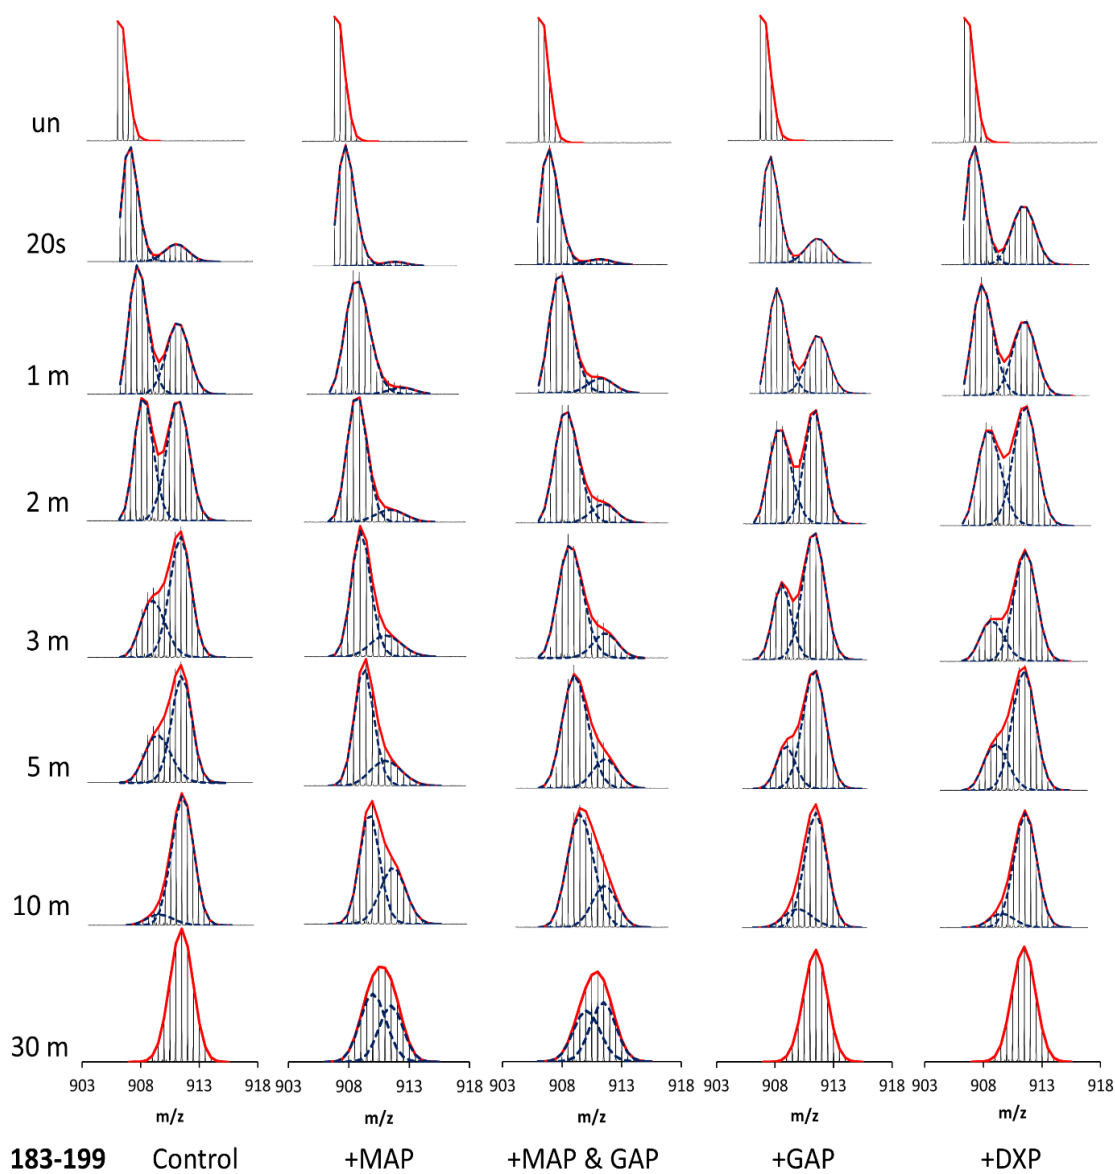 un
20s
1 m
2 m
3 m
5 m
10 m
30 m
903 908 913 918 903 908 913 918 903 908 913 918 903 908 913 918 903 908 913 918
m/z m/z m/z m/z m/z
183-199 Control +MAP +MAP & GAP +GAP +DXP